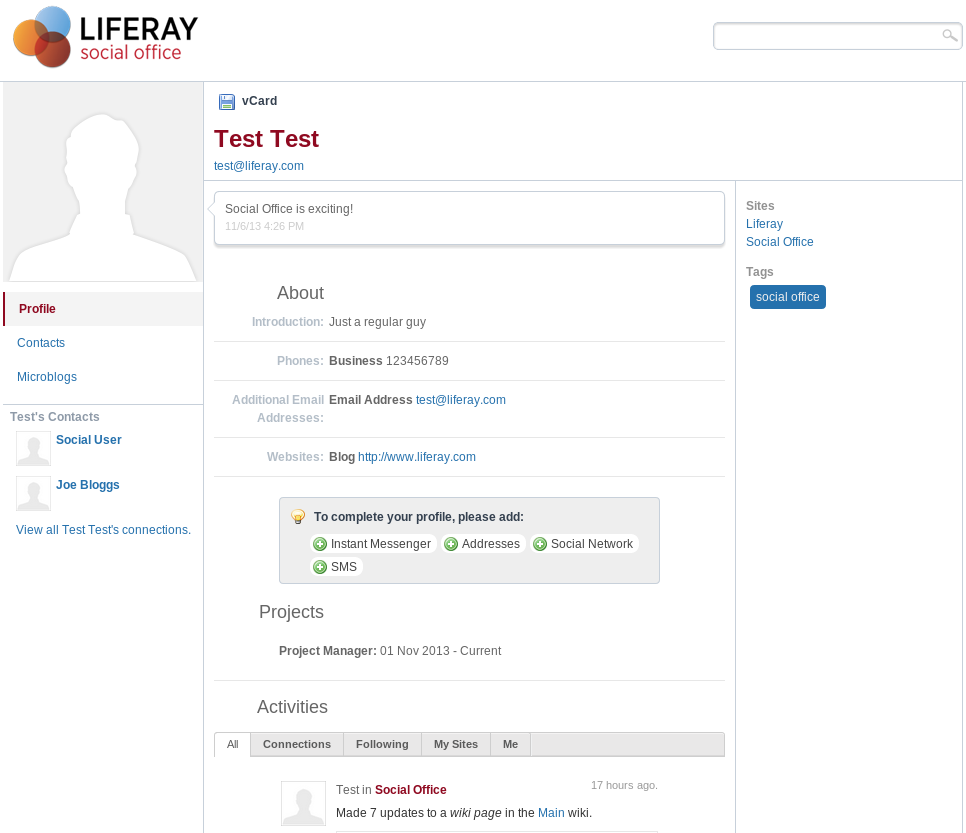 LIFERAY
social office
vCard
Test Test
test@liferay.com
Profile
Contacts
Microblogs
Test's Contacts
Social User
Joe Bloggs
View all Test Test's connections.
Social Office is exciting!
11/6/13 4:26 PM
About
Introduction: Just a regular guy
Phones: Business 123456789
Additional Email Addresses: Email Address test@liferay.com
Websites: Blog http://www.liferay.com
To complete your profile, please add:
Instant Messenger Addresses Social Network
SMS
Projects
Project Manager: 01 Nov 2013 - Current
Activities
All Connections Following My Sites Me
Test in Social Office 17 hours ago.
Made 7 updates to a wiki page in the Main wiki.
Sites
Liferay
Social Office
Tags
social office